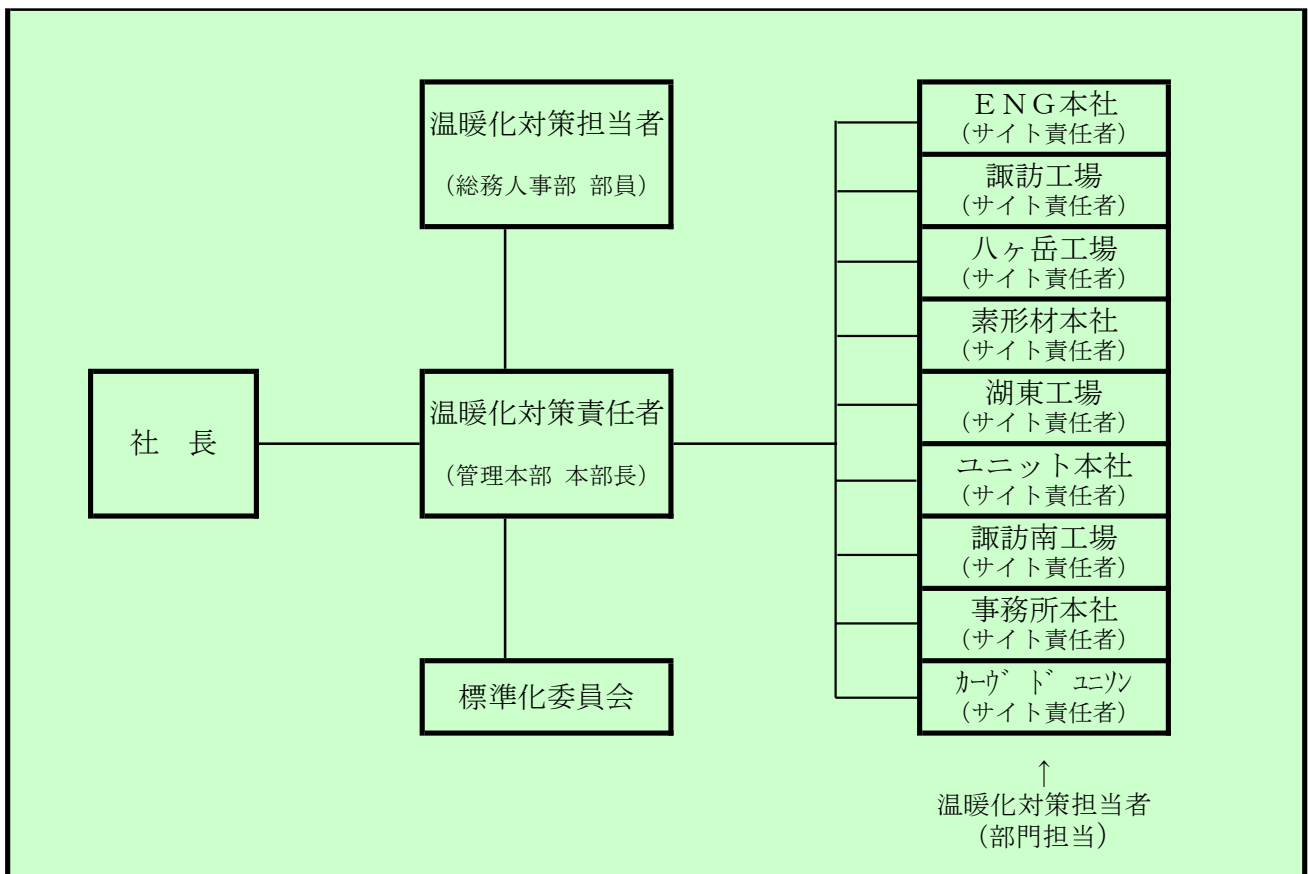 温暖化対策担当者
（総務人事部 部員）
社　長
温暖化対策責任者
（管理本部 本部長）
標準化委員会
ＥＮＧ本社
（サイト責任者）
諏訪工場
（サイト責任者）
八ヶ岳工場
（サイト責任者）
素形材本社
（サイト責任者）
湖東工場
（サイト責任者）
ユニット本社
（サイト責任者）
諏訪南工場
（サイト責任者）
事務所本社
（サイト責任者）
ｶｰｳﾞ ﾄﾞ ﾕﾆｿﾝ
（サイト責任者）
↑
温暖化対策担当者
（部門担当）